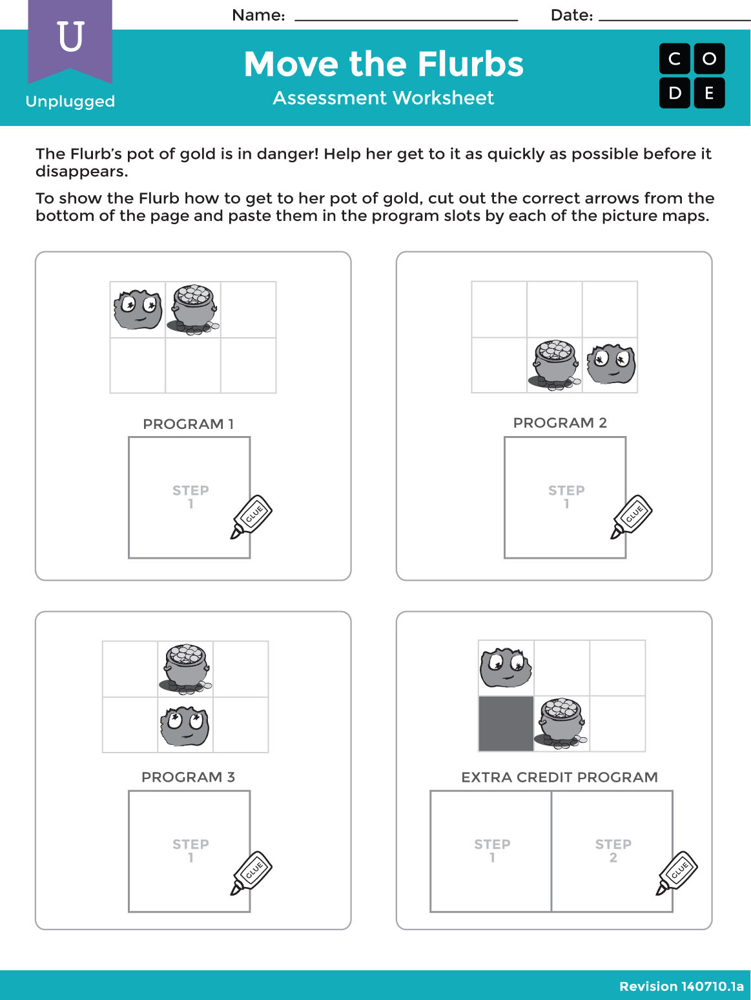 Name:
Date:
U
Unplugged
Move the Flurbs
Assessment Worksheet
C O
D E
The Flurb’s pot of gold is in danger! Help her get to it as quickly as possible before it
disappears.
To show the Flurb how to get to her pot of gold, cut out the correct arrows from the
bottom of the page and paste them in the program slots by each of the picture maps.
PROGRAM 1
STEP
1
GLUE
PROGRAM 2
STEP
1
GLUE
PROGRAM 3
STEP
1
GLUE
EXTRA CREDIT PROGRAM
STEP
1
STEP
2
GLUE
Revision 140710.1a